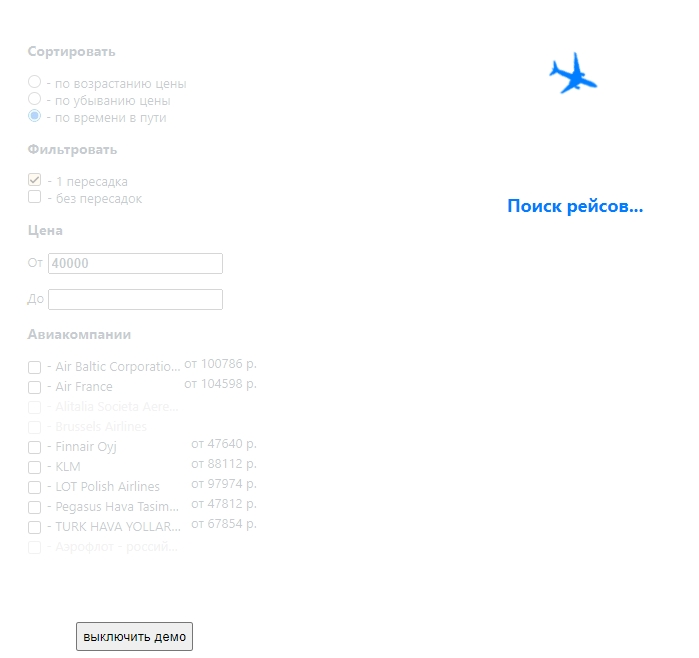 Сортировать
- по возрастанию цены
- по убыванию цены
- по времени в пути
Фильтровать
- 1 пересадка
- без пересадок
Цена
От 40000
До
Авиакомпании
- Air Baltic Corporatio... от 100786 р.
- Air France от 104598 р.
- Alitalia Societa Aere...
- Brussels Airlines
- Finnair Oyj от 47640 р.
- KLM от 88112 р.
- LOT Polish Airlines от 97974 р.
- Pegasus Hava Tasim... от 47812 р.
- TURK HAVA YOLLAR... от 67854 р.
- Аэрофлот - россий...
Поиск рейсов...
выключить демо